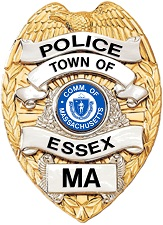 POLICE
TOWN OF
COMM. OF
MASSACHUSETTS
ESSEX
MA